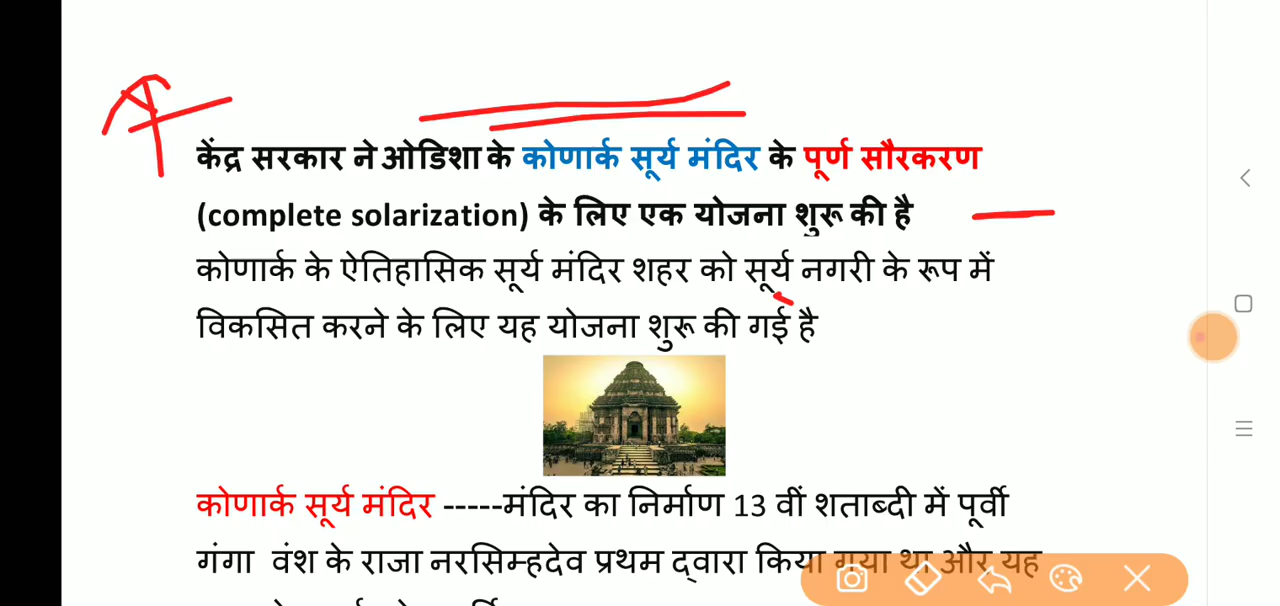 केंद्र सरकार ने ओडिशा के कोणार्क सूर्य मंदिर के पूर्ण सौरकरण
(complete solarization) के लिए एक योजना शुरू की है
कोणार्क के ऐतिहासिक सूर्य मंदिर शहर को सूर्य नगरी के रूप में
विकसित करने के लिए यह योजना शुरू की गई है
कोणार्क सूर्य मंदिर -----मंदिर का निर्माण 13 वीं शताब्दी में पूर्वी
गंगा वंश के राजा नरसिम्हदेव प्रथम द्वारा किया गया था और यह